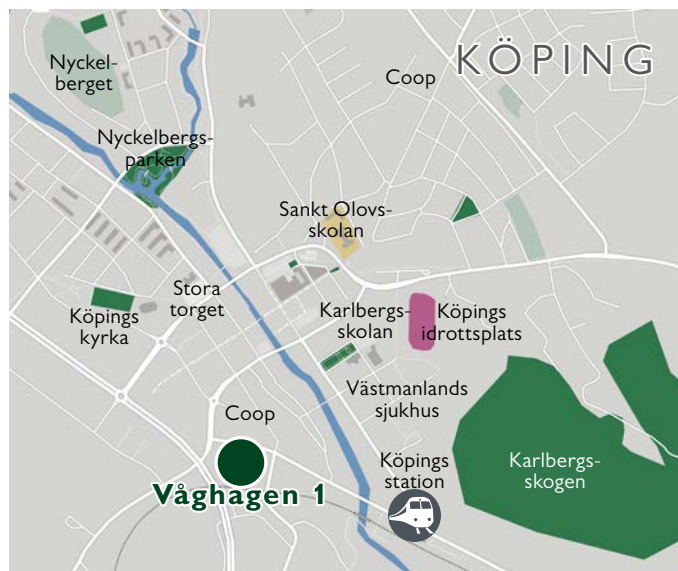 KÖPING
Nyckel-
berget
Coop
Nyckelbergs-
parken
Sankt Olovs-
skolan
Stora
torget
Köpings
kyrka
Karlbergs-
skolan
Köpings
idrottsplats
Västmanlands
sjukhus
Coop
Våghagen 1
Köpings
station
Karlbergs-
skogen